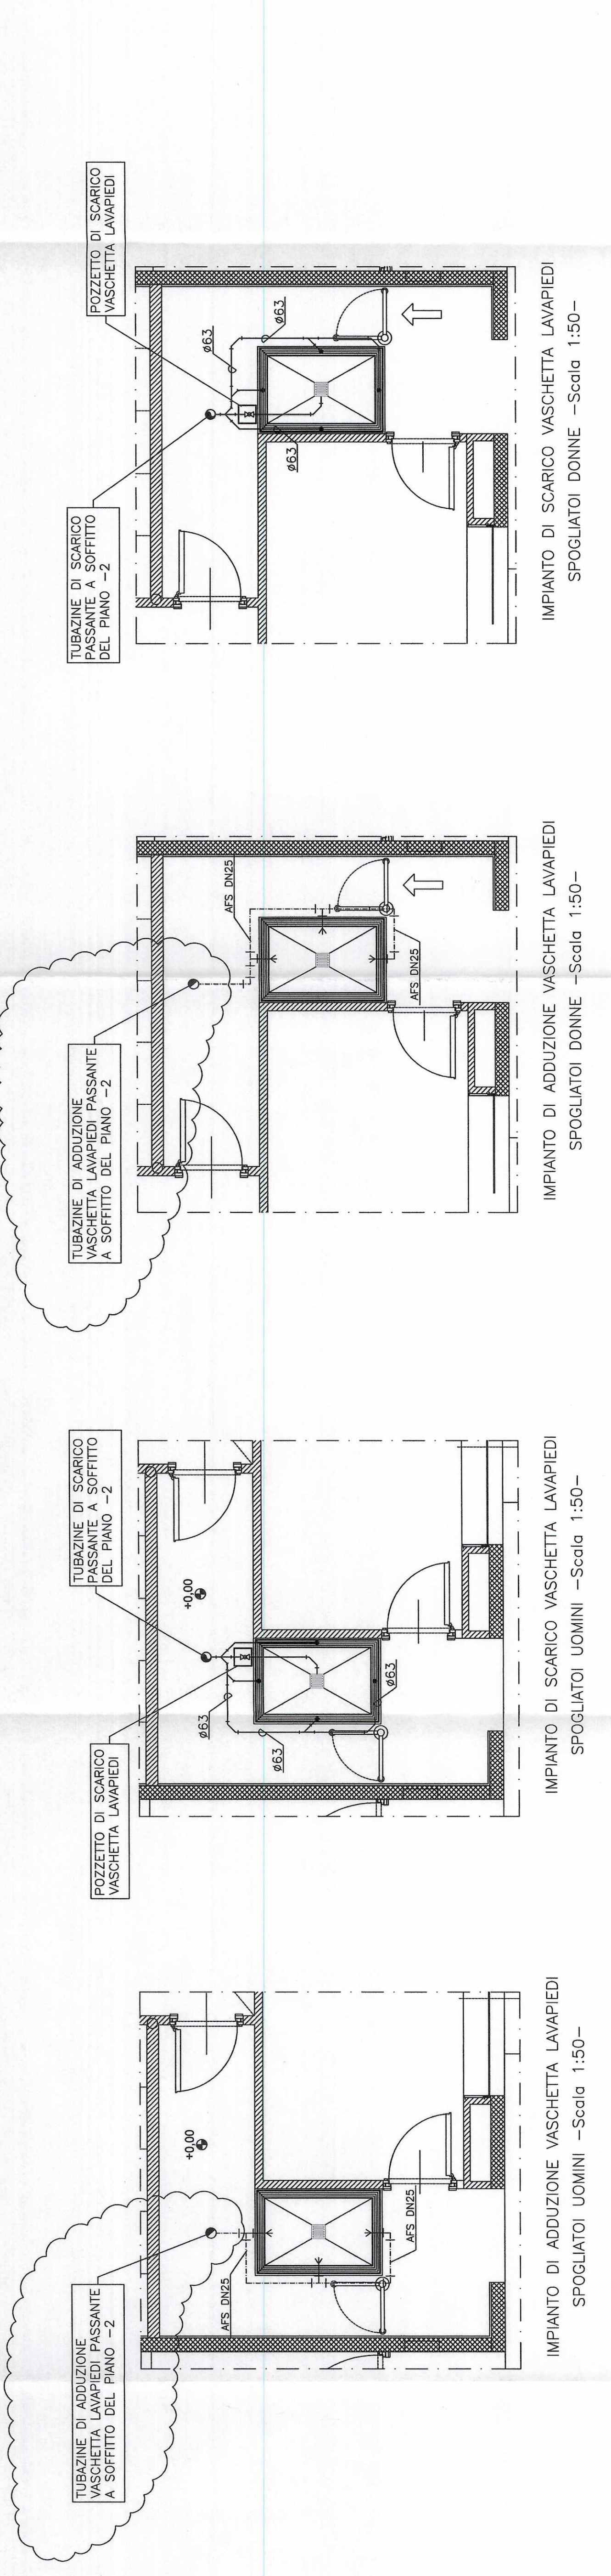 TUBAZINE DI ADDUZIONE
VASCHETTA LAVAPIEDI PASSANTE
A SOFFITTO DEL PIANO -2
+0,00
AFS DN25
AFS DN25
IMPIANTO DI ADDUZIONE VASCHETTA LAVAPIEDI
SPOGLIATOI UOMINI -Scala 1:50-
POZZETTO DI SCARICO
VASCHETTA LAVAPIEDI
TUBAZINE DI SCARICO
PASSANTE A SOFFITTO
DEL PIANO -2
+0,00
ø63
ø63
ø63
IMPIANTO DI SCARICO VASCHETTA LAVAPIEDI
SPOGLIATOI UOMINI -Scala 1:50-
TUBAZINE DI ADDUZIONE
VASCHETTA LAVAPIEDI PASSANTE
A SOFFITTO DEL PIANO -2
AFS DN25
AFS DN25
IMPIANTO DI ADDUZIONE VASCHETTA LAVAPIEDI
SPOGLIATOI DONNE -Scala 1:50-
TUBAZINE DI SCARICO
PASSANTE A SOFFITTO
DEL PIANO -2
POZZETTO DI SCARICO
VASCHETTA LAVAPIEDI
ø63
ø63
ø63
IMPIANTO DI SCARICO VASCHETTA LAVAPIEDI
SPOGLIATOI DONNE -Scala 1:50-